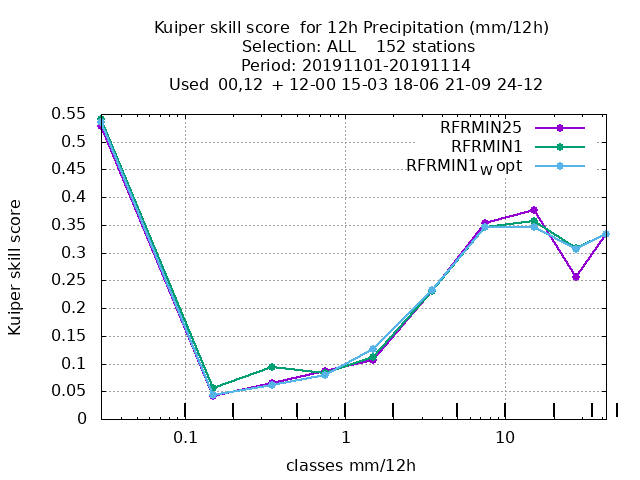 Kuiper skill score  for 12h Precipitation (mm/12h)
Selection: ALL    152 stations
Period: 20191101-20191114
Used  00,12  + 12-00 15-03 18-06 21-09 24-12
RFRMIN25
RFRMIN1
RFRMIN1W opt
0.55
0.5
0.45
0.4
0.35
0.3
0.25
0.2
0.15
0.1
0.05
0
Kuiper skill score
0.1 1 10
classes mm/12h